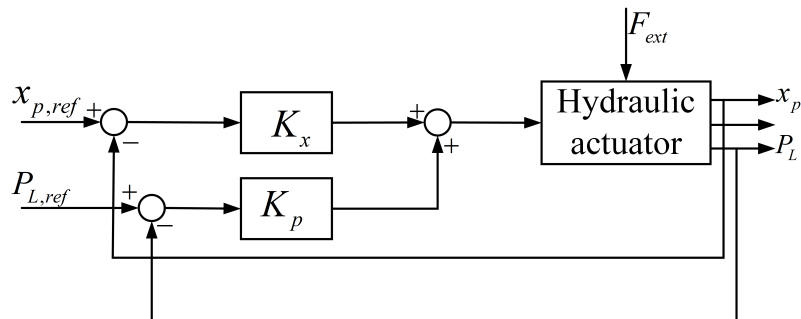 F_ext
x_p,ref
+
−
K_x
+
+
Hydraulic
actuator
x_p
P_L
P_L,ref
+
−
K_p